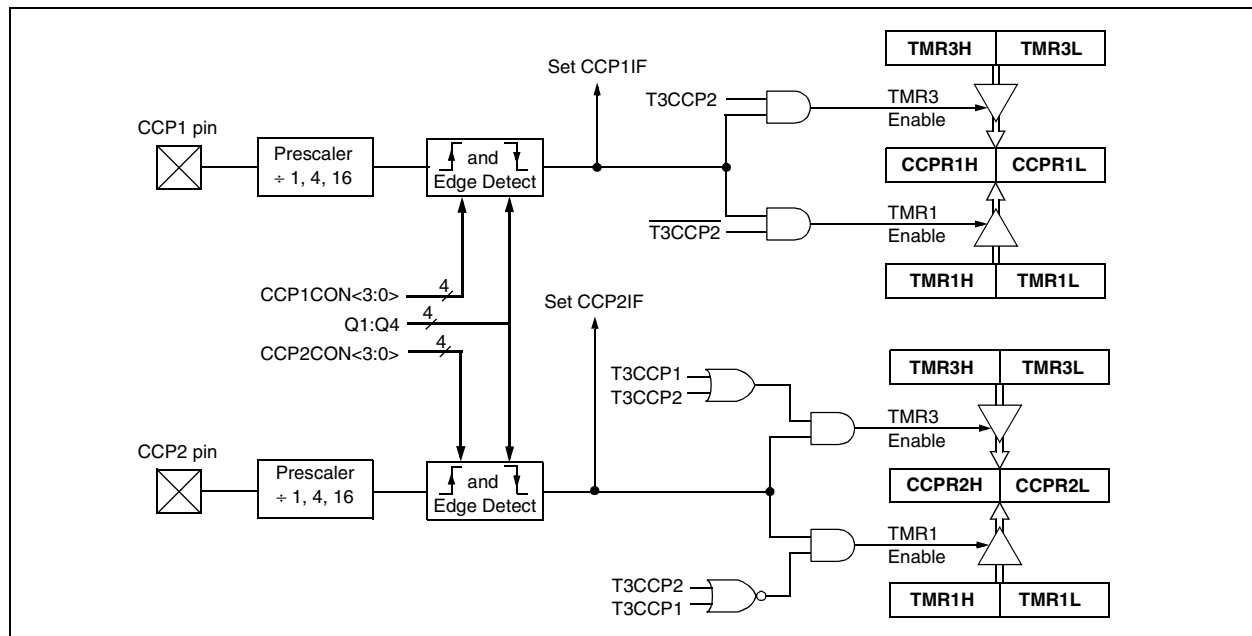 TMR3H TMR3L
Set CCP1IF
T3CCP2
TMR3
Enable
CCP1 pin
Prescaler
÷ 1, 4, 16
and
Edge Detect
CCPR1H CCPR1L
TMR1
Enable
T3CCP2
TMR1H TMR1L
CCP1CON<3:0>
4
Q1:Q4
4
CCP2CON<3:0>
4
Set CCP2IF
TMR3H TMR3L
T3CCP1
T3CCP2
TMR3
Enable
CCP2 pin
Prescaler
÷ 1, 4, 16
and
Edge Detect
CCPR2H CCPR2L
TMR1
Enable
T3CCP2
T3CCP1
TMR1H TMR1L